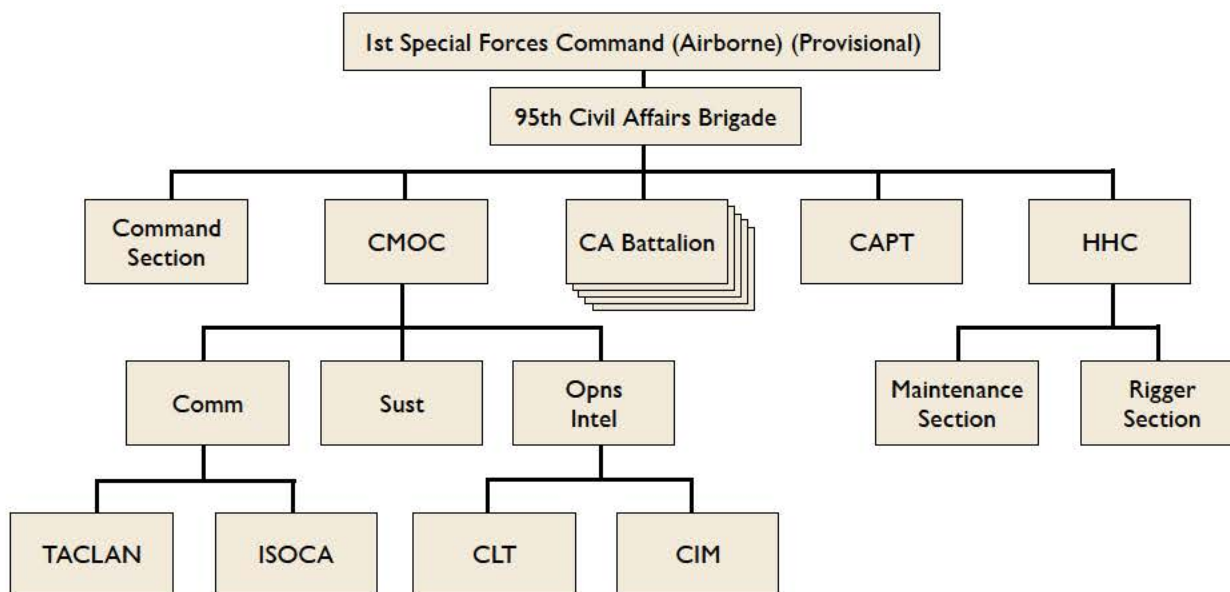 1st Special Forces Command (Airborne) (Provisional)
95th Civil Affairs Brigade
Command
Section
CMOC
CA Battalion
CAPT
HHC
Comm
Sust
Opns
Intel
Maintenance
Section
Rigger
Section
TACLAN
ISOCA
CLT
CIM